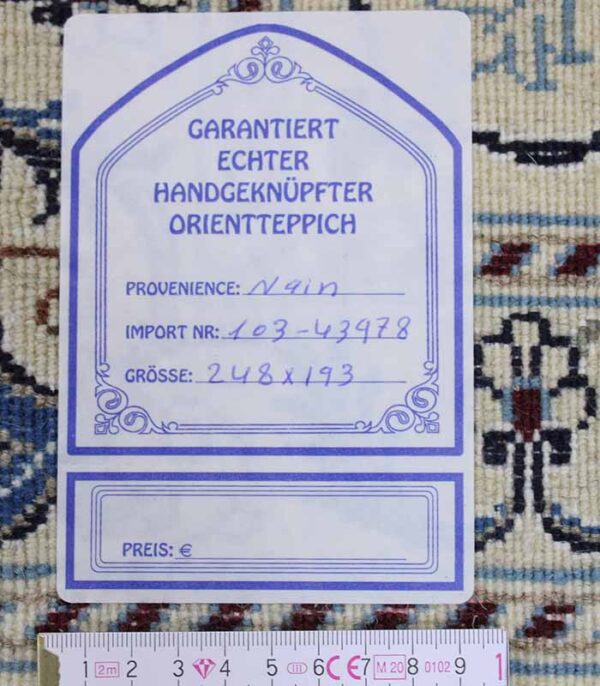 GARANTIERT
ECHTER
HANDGEKNÜPFTER
ORIENTTEPPICH
PROVENIENCE: Nain
IMPORT NR: 103-43978
GRÖSSE: 248x193
PREIS: €
1 2m 2 3 4 5 III 6 CE 7 M 20 8 0102 9 1